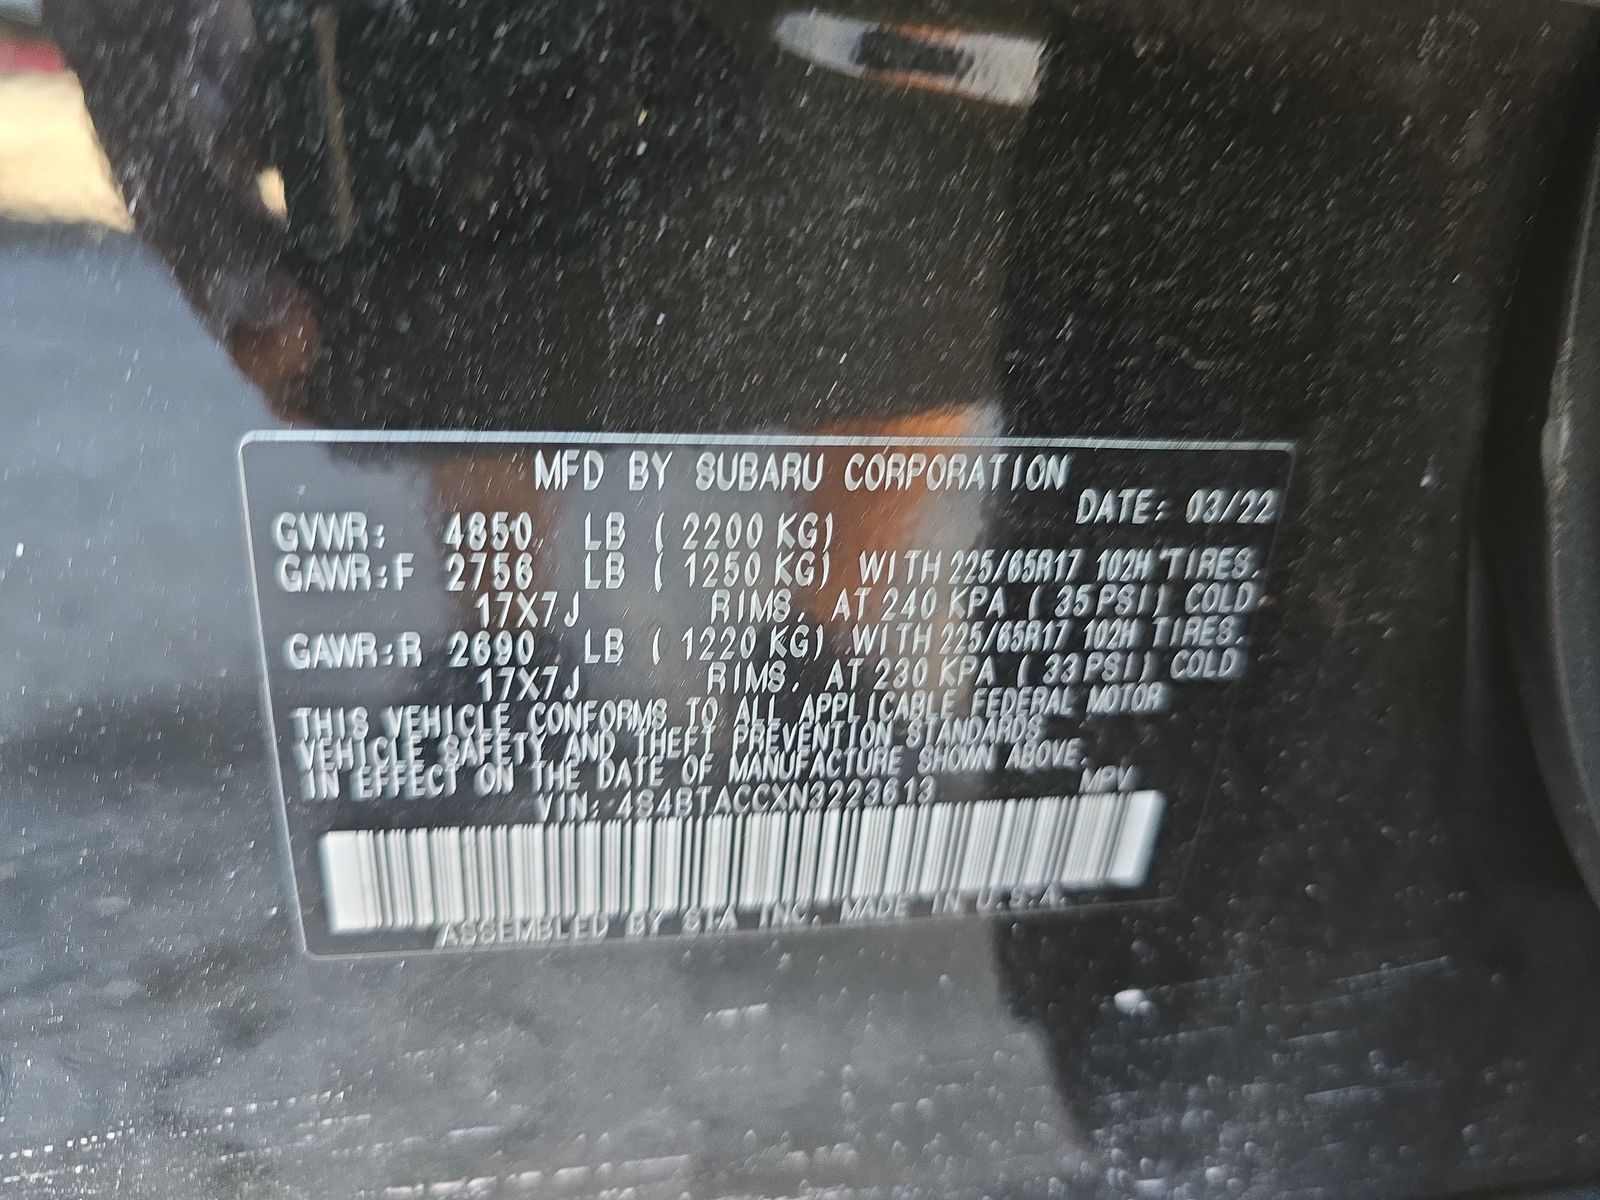 MFD BY SUBARU CORPORATION
DATE: 03/22
GVWR: 4850 LB ( 2200 KG)
GAWR:F 2756 LB ( 1250 KG) WITH 225/65R17 102H TIRES.
17X7J RIMS, AT 240 KPA ( 35 PSI) COLD
GAWR:R 2690 LB ( 1220 KG) WITH 225/65R17 102H TIRES.
17X7J RIMS, AT 230 KPA ( 33 PSI) COLD
THIS VEHICLE CONFORMS TO ALL APPLICABLE FEDERAL MOTOR
VEHICLE SAFETY AND THEFT PREVENTION STANDARDS
IN EFFECT ON THE DATE OF MANUFACTURE SHOWN ABOVE.
VIN: 4S4BTACCXN3223613 MPV
ASSEMBLED BY SIA INC. MADE IN U.S.A.